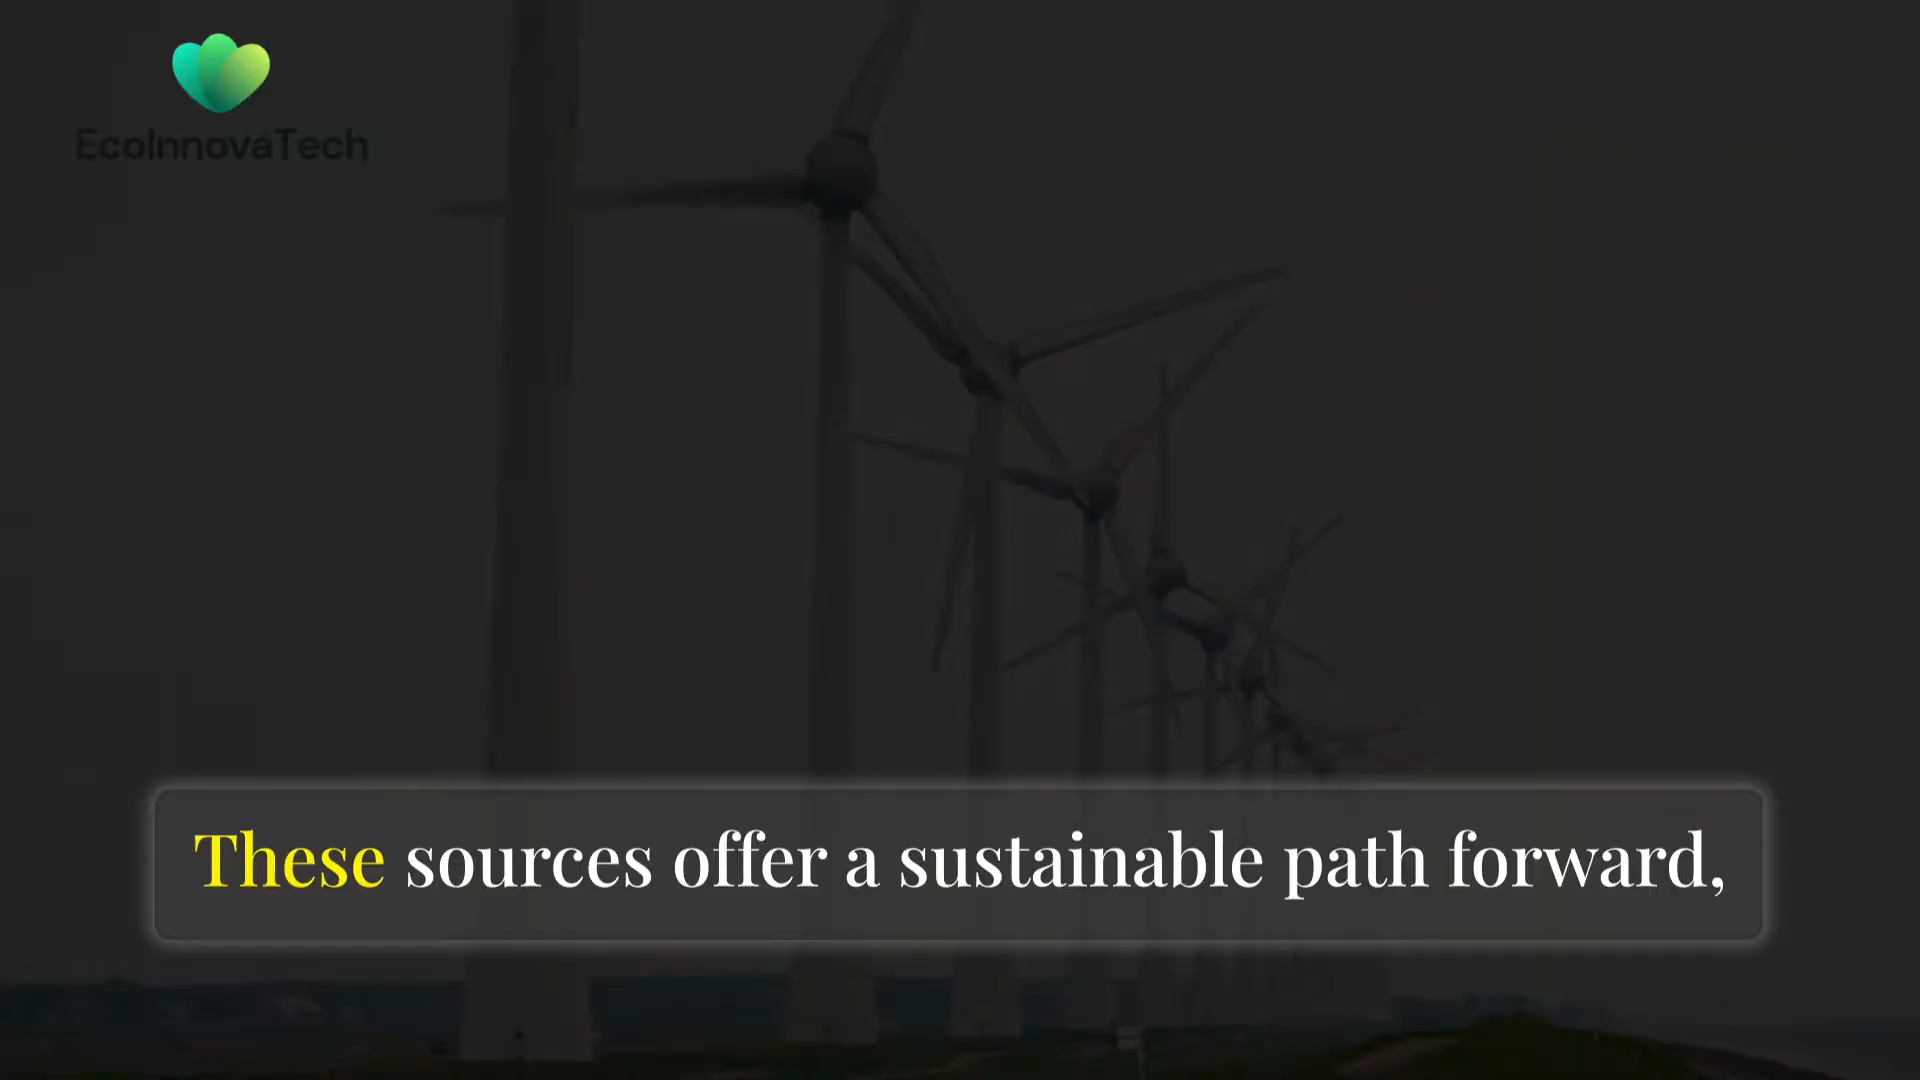 EcoInnovaTech
These sources offer a sustainable path forward,